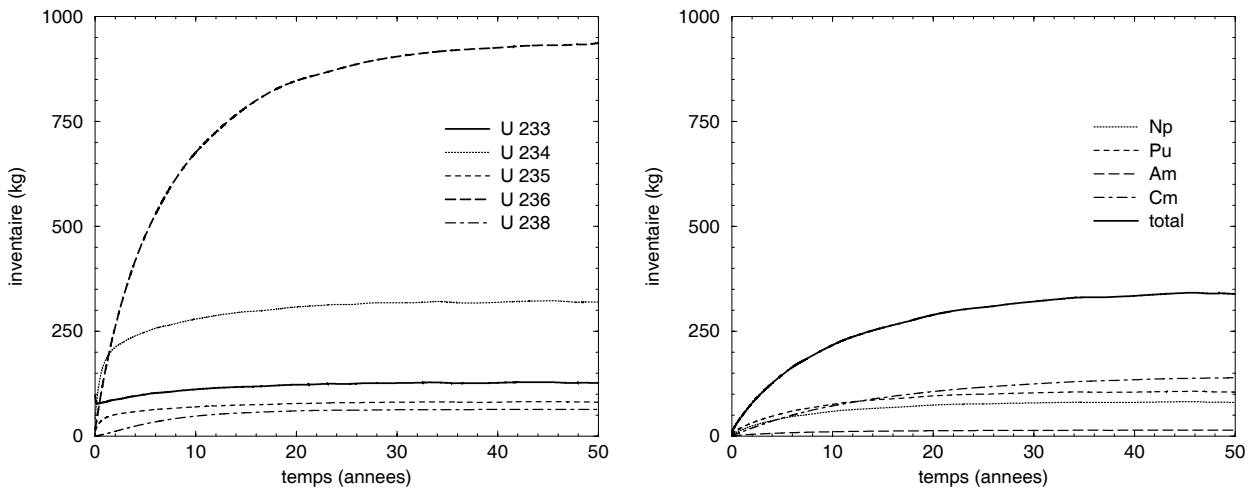 1000
750
500
250
0
inventaire (kg)
U 233
U 234
U 235
U 236
U 238
0 10 20 30 40 50
temps (annees)
1000
750
500
250
0
inventaire (kg)
Np
Pu
Am
Cm
total
0 10 20 30 40 50
temps (annees)